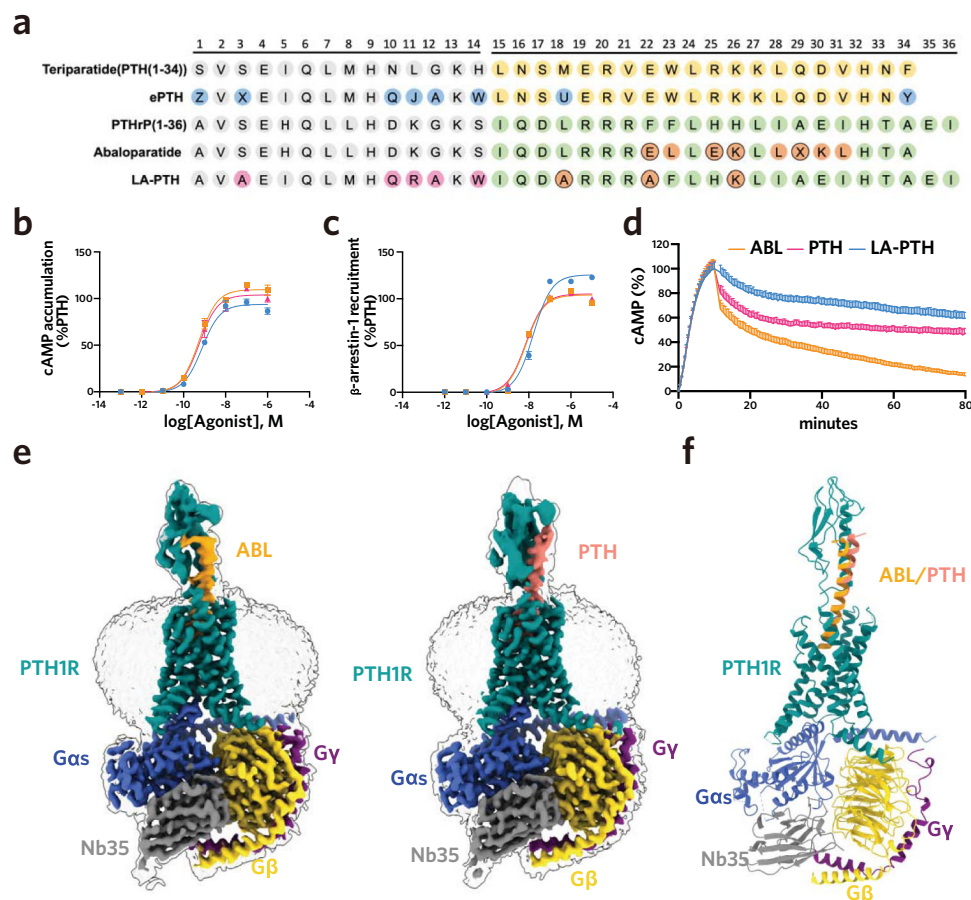 a
1 2 3 4 5 6 7 8 9 10 11 12 13 14 15 16 17 18 19 20 21 22 23 24 25 26 27 28 29 30 31 32 33 34 35 36
Teriparatide(PTH(1-34)) S V S E I Q L M H N L G K H L N S M E R V E W L R K K L Q D V H N F
ePTH Z V X E I Q L M H Q J A K W L N S U E R V E W L R K K L Q D V H N Y
PTHrP(1-36) A V S E H Q L L H D K G K S I Q D L R R R F F L H H L I A E I H T A E I
Abaloparatide A V S E H Q L L H D K G K S I Q D L R R R E L L E K L L X K L H T A
LA-PTH A V A E I Q L M H Q R A K W I Q D A R R R A F L H K L I A E I H T A E I
b
cAMP accumulation
(%PTH)
150
100
50
0
-14 -12 -10 -8 -6 -4
log[Agonist], M
c
β-arrestin-1 recruitment
(%PTH)
150
100
50
0
-14 -12 -10 -8 -6 -4
log[Agonist], M
d
ABL PTH LA-PTH
cAMP (%)
120
100
80
60
40
20
0
0 20 40 60 80
minutes
e
ABL
PTH1R
Gαs
Nb35
Gβ
Gγ
PTH
PTH1R
Gαs
f
ABL/PTH
PTH1R
Gαs
Nb35
Gγ
Gβ